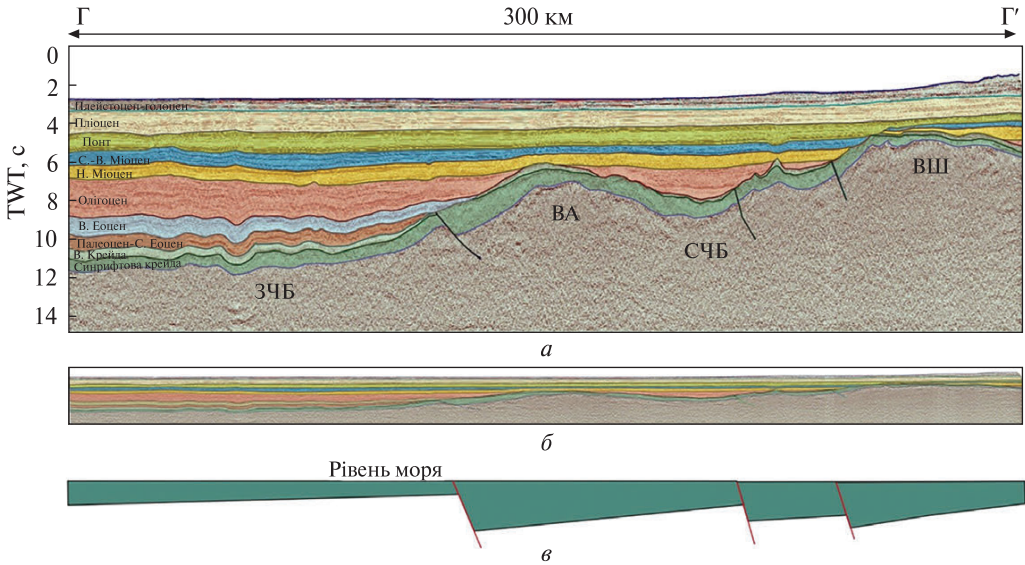 Г 300 км Г′
0
2
4
6
8
10
12
14
TWT, с
Плейстоцен-голоцен
Пліоцен
Понт
С.-В. Міоцен
Н. Міоцен
Олігоцен
В. Еоцен
Палеоцен-С. Еоцен
В. Крейда
Синрифтова крейда
ВШ
ВА
СЧБ
ЗЧБ
а
б
Рівень моря
в